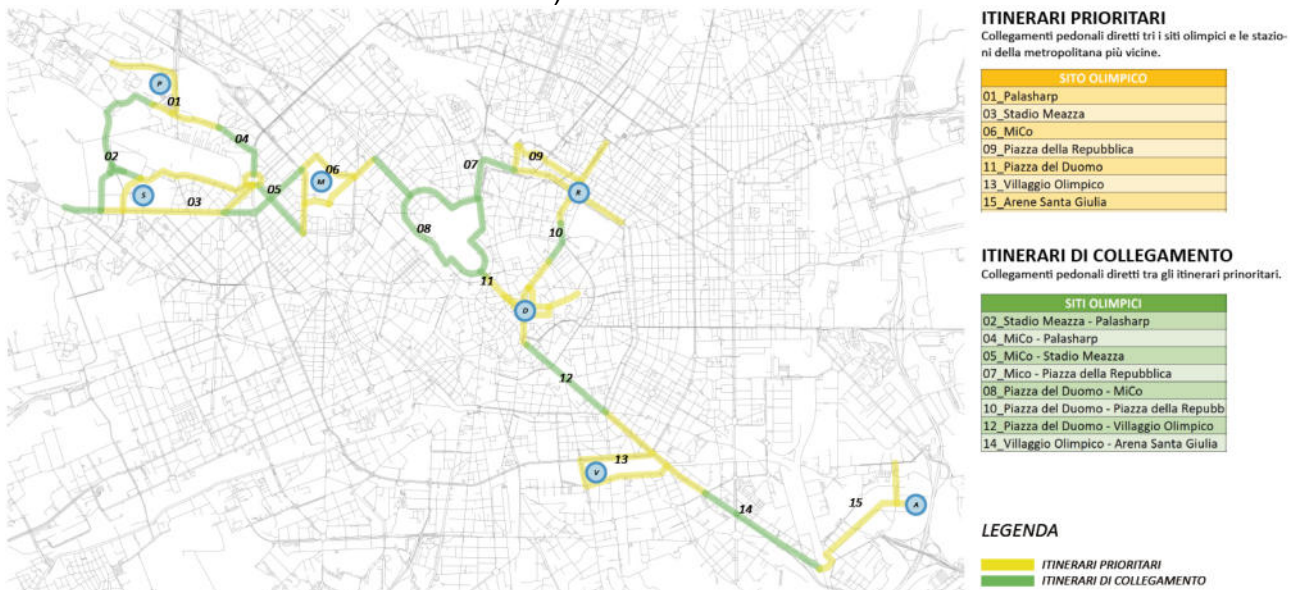 )
ITINERARI PRIORITARI
Collegamenti pedonali diretti tri i siti olimpici e le stazio-
ni della metropolitana più vicine.
SITO OLIMPICO
01_Palasharp
03_Stadio Meazza
06_MiCo
09_Piazza della Repubblica
11_Piazza del Duomo
13_Villaggio Olimpico
15_Arene Santa Giulia
ITINERARI DI COLLEGAMENTO
Collegamenti pedonali diretti tra gli itinerari prinoritari.
SITI OLIMPICI
02_Stadio Meazza - Palasharp
04_MiCo - Palasharp
05_MiCo - Stadio Meazza
07_Mico - Piazza della Repubblica
08_Piazza del Duomo - MiCo
10_Piazza del Duomo - Piazza della Repubb
12_Piazza del Duomo - Villaggio Olimpico
14_Villaggio Olimpico - Arena Santa Giulia
LEGENDA
ITINERARI PRIORITARI
ITINERARI DI COLLEGAMENTO
P
01
04
02
S
03
05
06
M
07
09
R
08
10
11
D
12
13
V
14
15
A